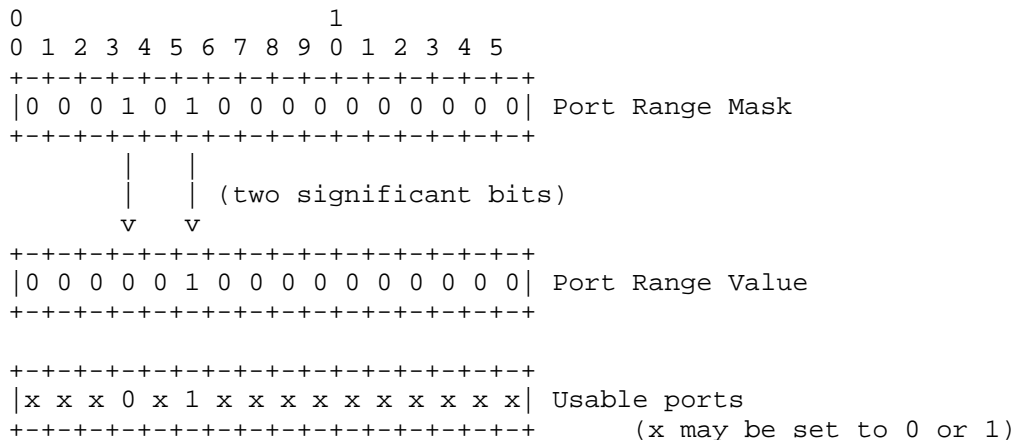 0                   1
0 1 2 3 4 5 6 7 8 9 0 1 2 3 4 5
+-+-+-+-+-+-+-+-+-+-+-+-+-+-+-+-+
|0 0 0 1 0 1 0 0 0 0 0 0 0 0 0 0| Port Range Mask
+-+-+-+-+-+-+-+-+-+-+-+-+-+-+-+-+
       |   |
       |   | (two significant bits)
       v   v
+-+-+-+-+-+-+-+-+-+-+-+-+-+-+-+-+
|0 0 0 0 0 1 0 0 0 0 0 0 0 0 0 0| Port Range Value
+-+-+-+-+-+-+-+-+-+-+-+-+-+-+-+-+
+-+-+-+-+-+-+-+-+-+-+-+-+-+-+-+-+
|x x x 0 x 1 x x x x x x x x x x| Usable ports
+-+-+-+-+-+-+-+-+-+-+-+-+-+-+-+-+      (x may be set to 0 or 1)